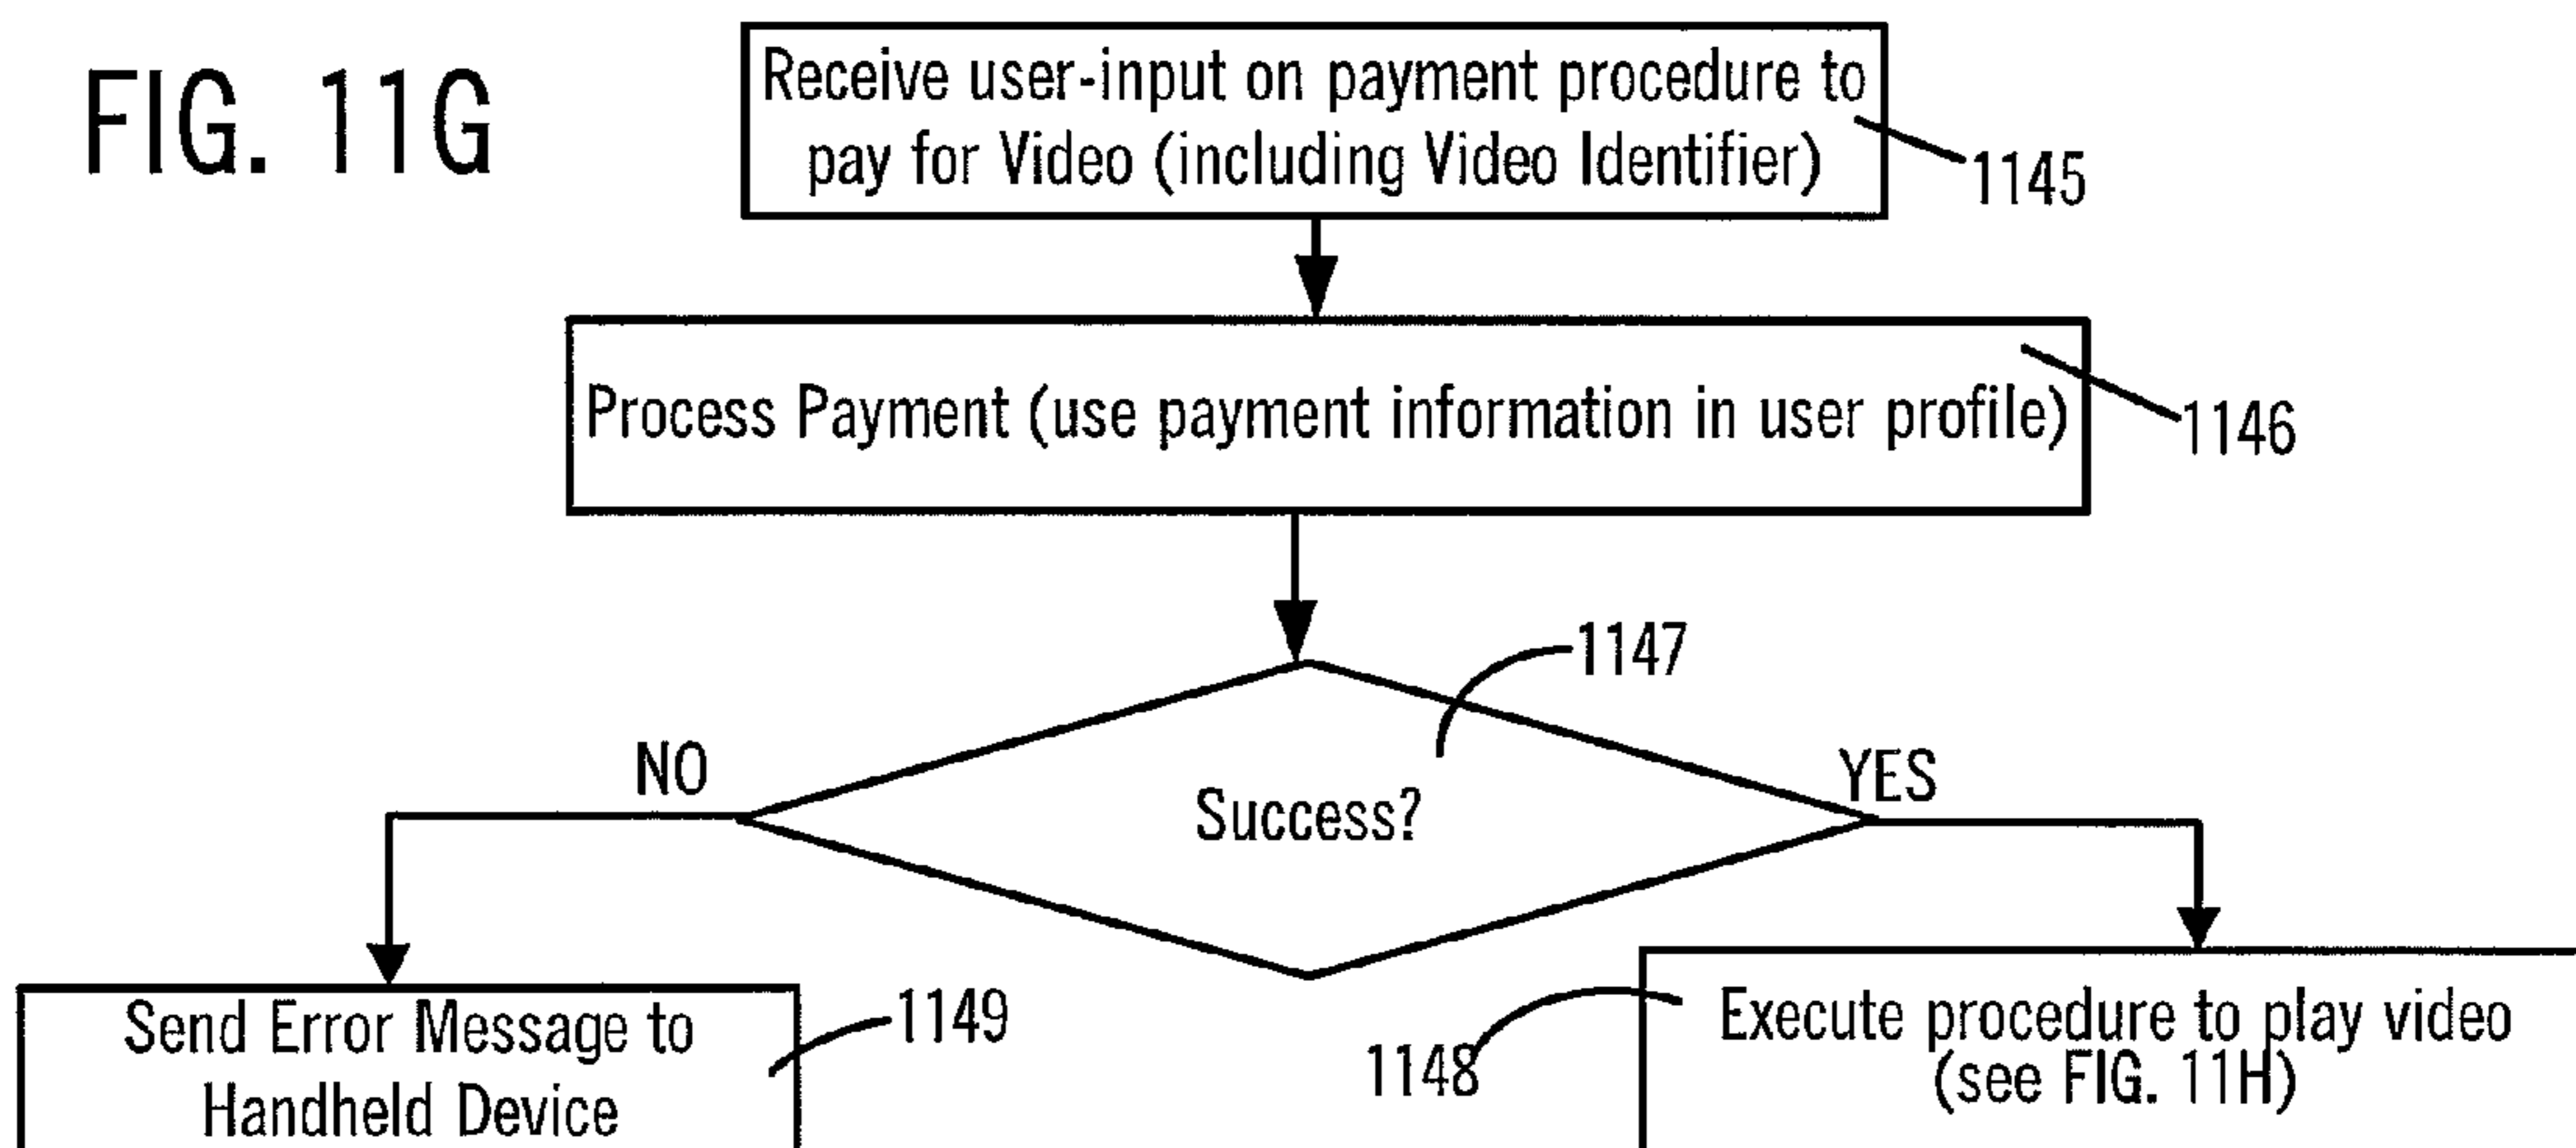 FIG. 11G
Receive user-input on payment procedure to
pay for Video (including Video Identifier)
1145
Process Payment (use payment information in user profile)
1146
1147
NO
YES
Success?
Send Error Message to
Handheld Device
1149
1148
Execute procedure to play video
(see FIG. 11H)